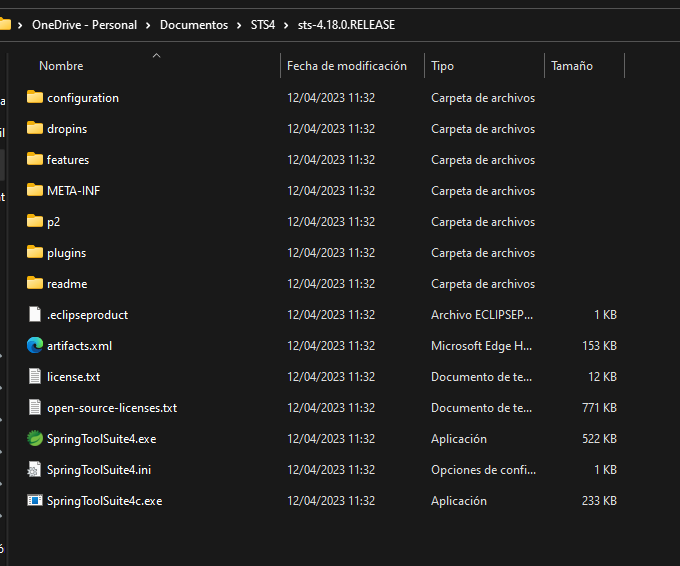 OneDrive - Personal > Documentos > STS4 > sts-4.18.0.RELEASE
Nombre Fecha de modificación Tipo Tamaño
configuration 12/04/2023 11:32 Carpeta de archivos
dropins 12/04/2023 11:32 Carpeta de archivos
features 12/04/2023 11:32 Carpeta de archivos
META-INF 12/04/2023 11:32 Carpeta de archivos
p2 12/04/2023 11:32 Carpeta de archivos
plugins 12/04/2023 11:32 Carpeta de archivos
readme 12/04/2023 11:32 Carpeta de archivos
.eclipseproduct 12/04/2023 11:32 Archivo ECLIPSEP... 1 KB
artifacts.xml 12/04/2023 11:32 Microsoft Edge H... 153 KB
license.txt 12/04/2023 11:32 Documento de te... 12 KB
open-source-licenses.txt 12/04/2023 11:32 Documento de te... 771 KB
SpringToolSuite4.exe 12/04/2023 11:32 Aplicación 522 KB
SpringToolSuite4.ini 12/04/2023 11:32 Opciones de confi... 1 KB
SpringToolSuite4c.exe 12/04/2023 11:32 Aplicación 233 KB